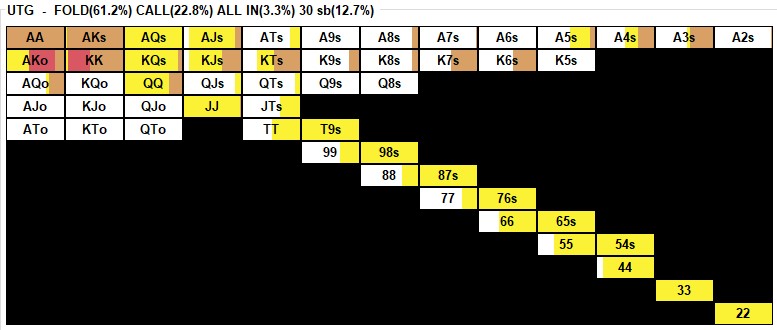 UTG - FOLD(61.2%) CALL(22.8%) ALL IN(3.3%) 30 sb(12.7%)
AA AKs AQs AJs ATs A9s A8s A7s A6s A5s A4s A3s A2s
AKo KK KQs KJs KTs K9s K8s K7s K6s K5s
AQo KQo QQ QJs QTs Q9s Q8s
AJo KJo QJo JJ JTs
ATo KTo QTo TT T9s
99 98s
88 87s
77 76s
66 65s
55 54s
44
33
22